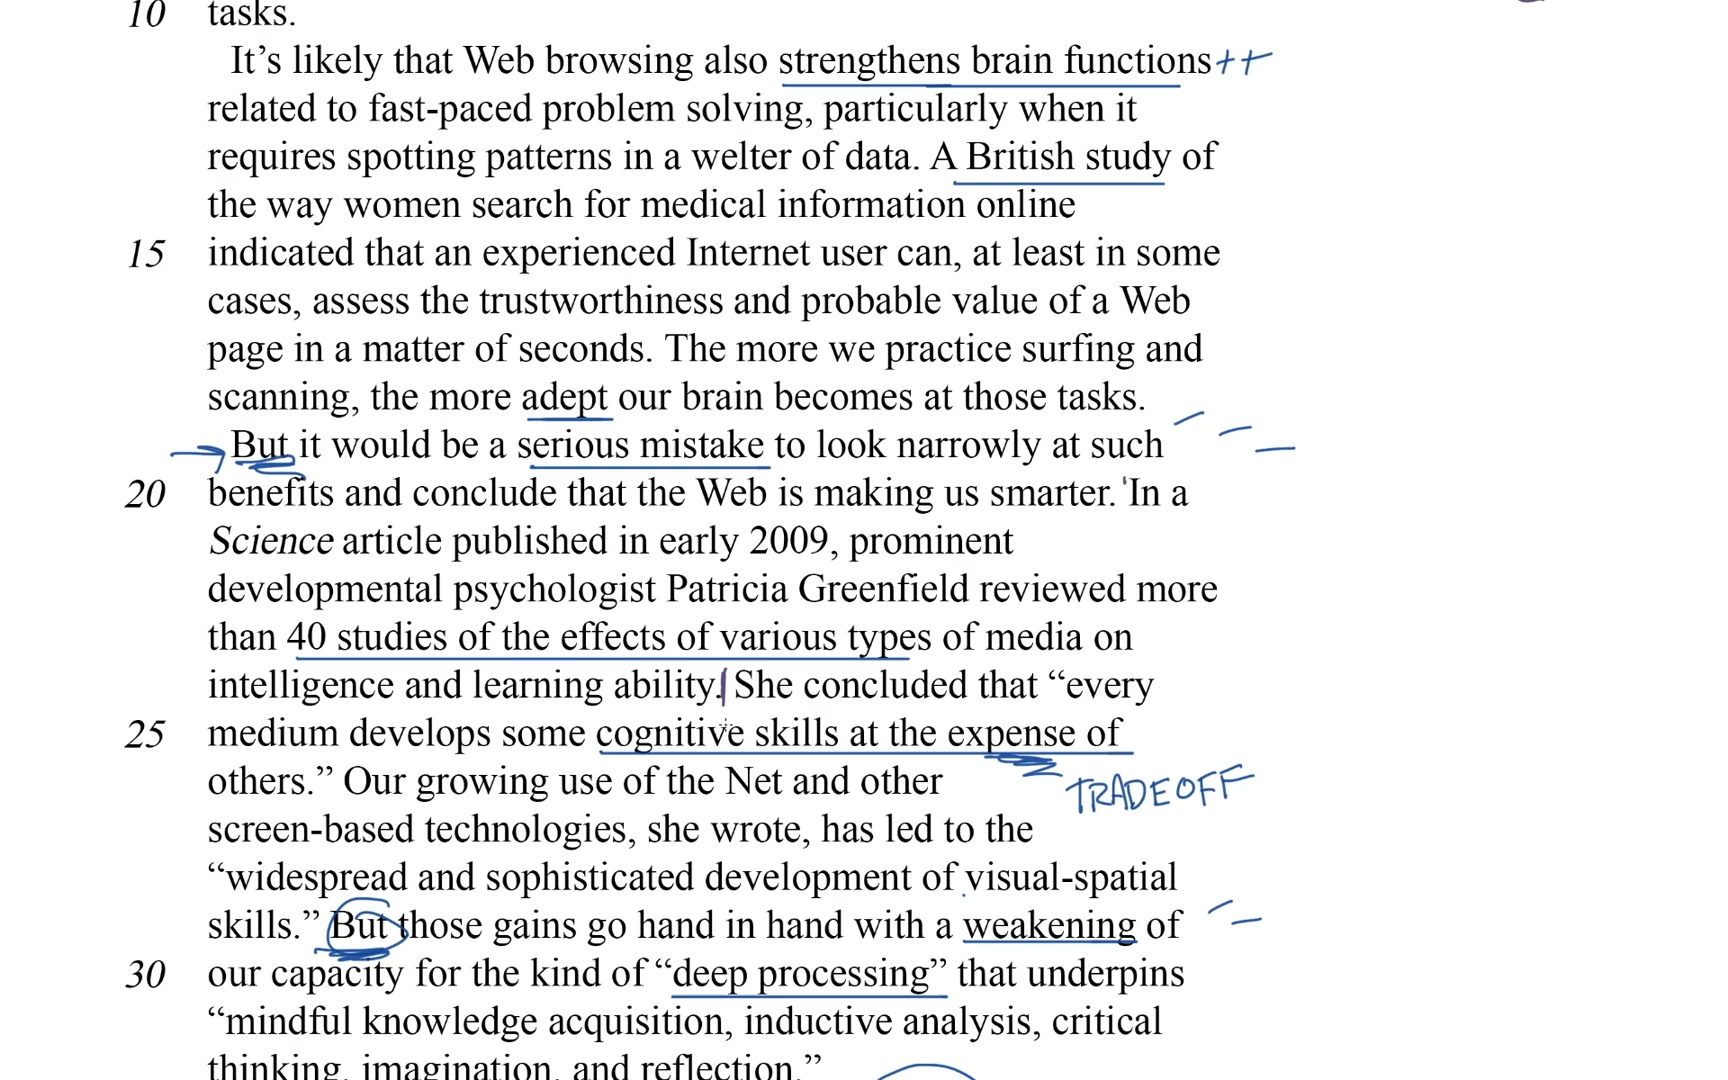 10 tasks.
It’s likely that Web browsing also strengthens brain functions ++
related to fast-paced problem solving, particularly when it
requires spotting patterns in a welter of data. A British study of
the way women search for medical information online
15 indicated that an experienced Internet user can, at least in some
cases, assess the trustworthiness and probable value of a Web
page in a matter of seconds. The more we practice surfing and
scanning, the more adept our brain becomes at those tasks.
But it would be a serious mistake to look narrowly at such
20 benefits and conclude that the Web is making us smarter. In a
Science article published in early 2009, prominent
developmental psychologist Patricia Greenfield reviewed more
than 40 studies of the effects of various types of media on
intelligence and learning ability. She concluded that “every
25 medium develops some cognitive skills at the expense of
others.” Our growing use of the Net and other
TRADEOFF
screen-based technologies, she wrote, has led to the
“widespread and sophisticated development of visual-spatial
skills.” But those gains go hand in hand with a weakening of
30 our capacity for the kind of “deep processing” that underpins
“mindful knowledge acquisition, inductive analysis, critical
thinking, imagination, and reflection.”